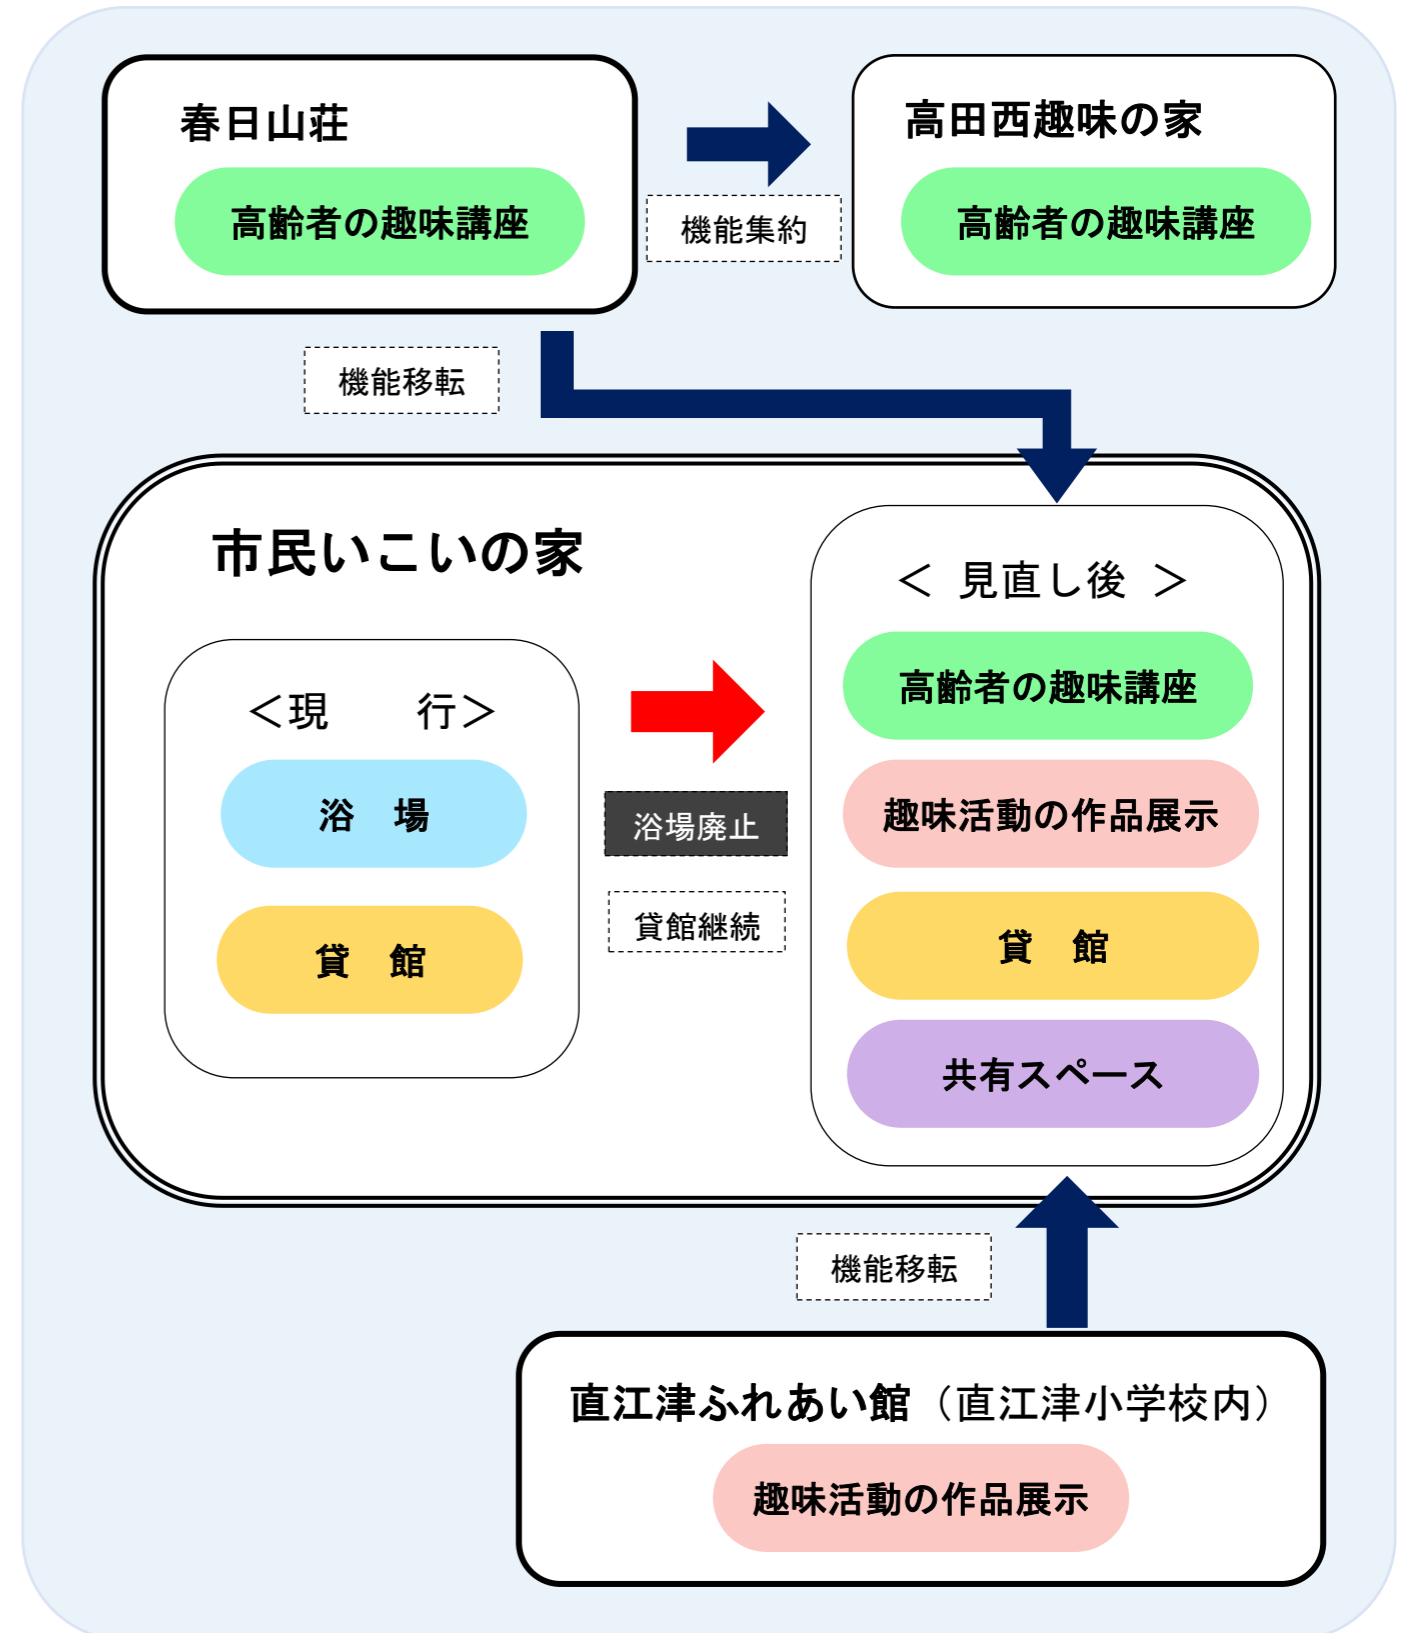 春日山荘
高齢者の趣味講座
機能集約
高田西趣味の家
高齢者の趣味講座
機能移転
市民いこいの家
＜現　　行＞
浴　場
貸　館
浴場廃止
貸館継続
＜ 見直し後 ＞
高齢者の趣味講座
趣味活動の作品展示
貸　館
共有スペース
機能移転
直江津ふれあい館（直江津小学校内）
趣味活動の作品展示